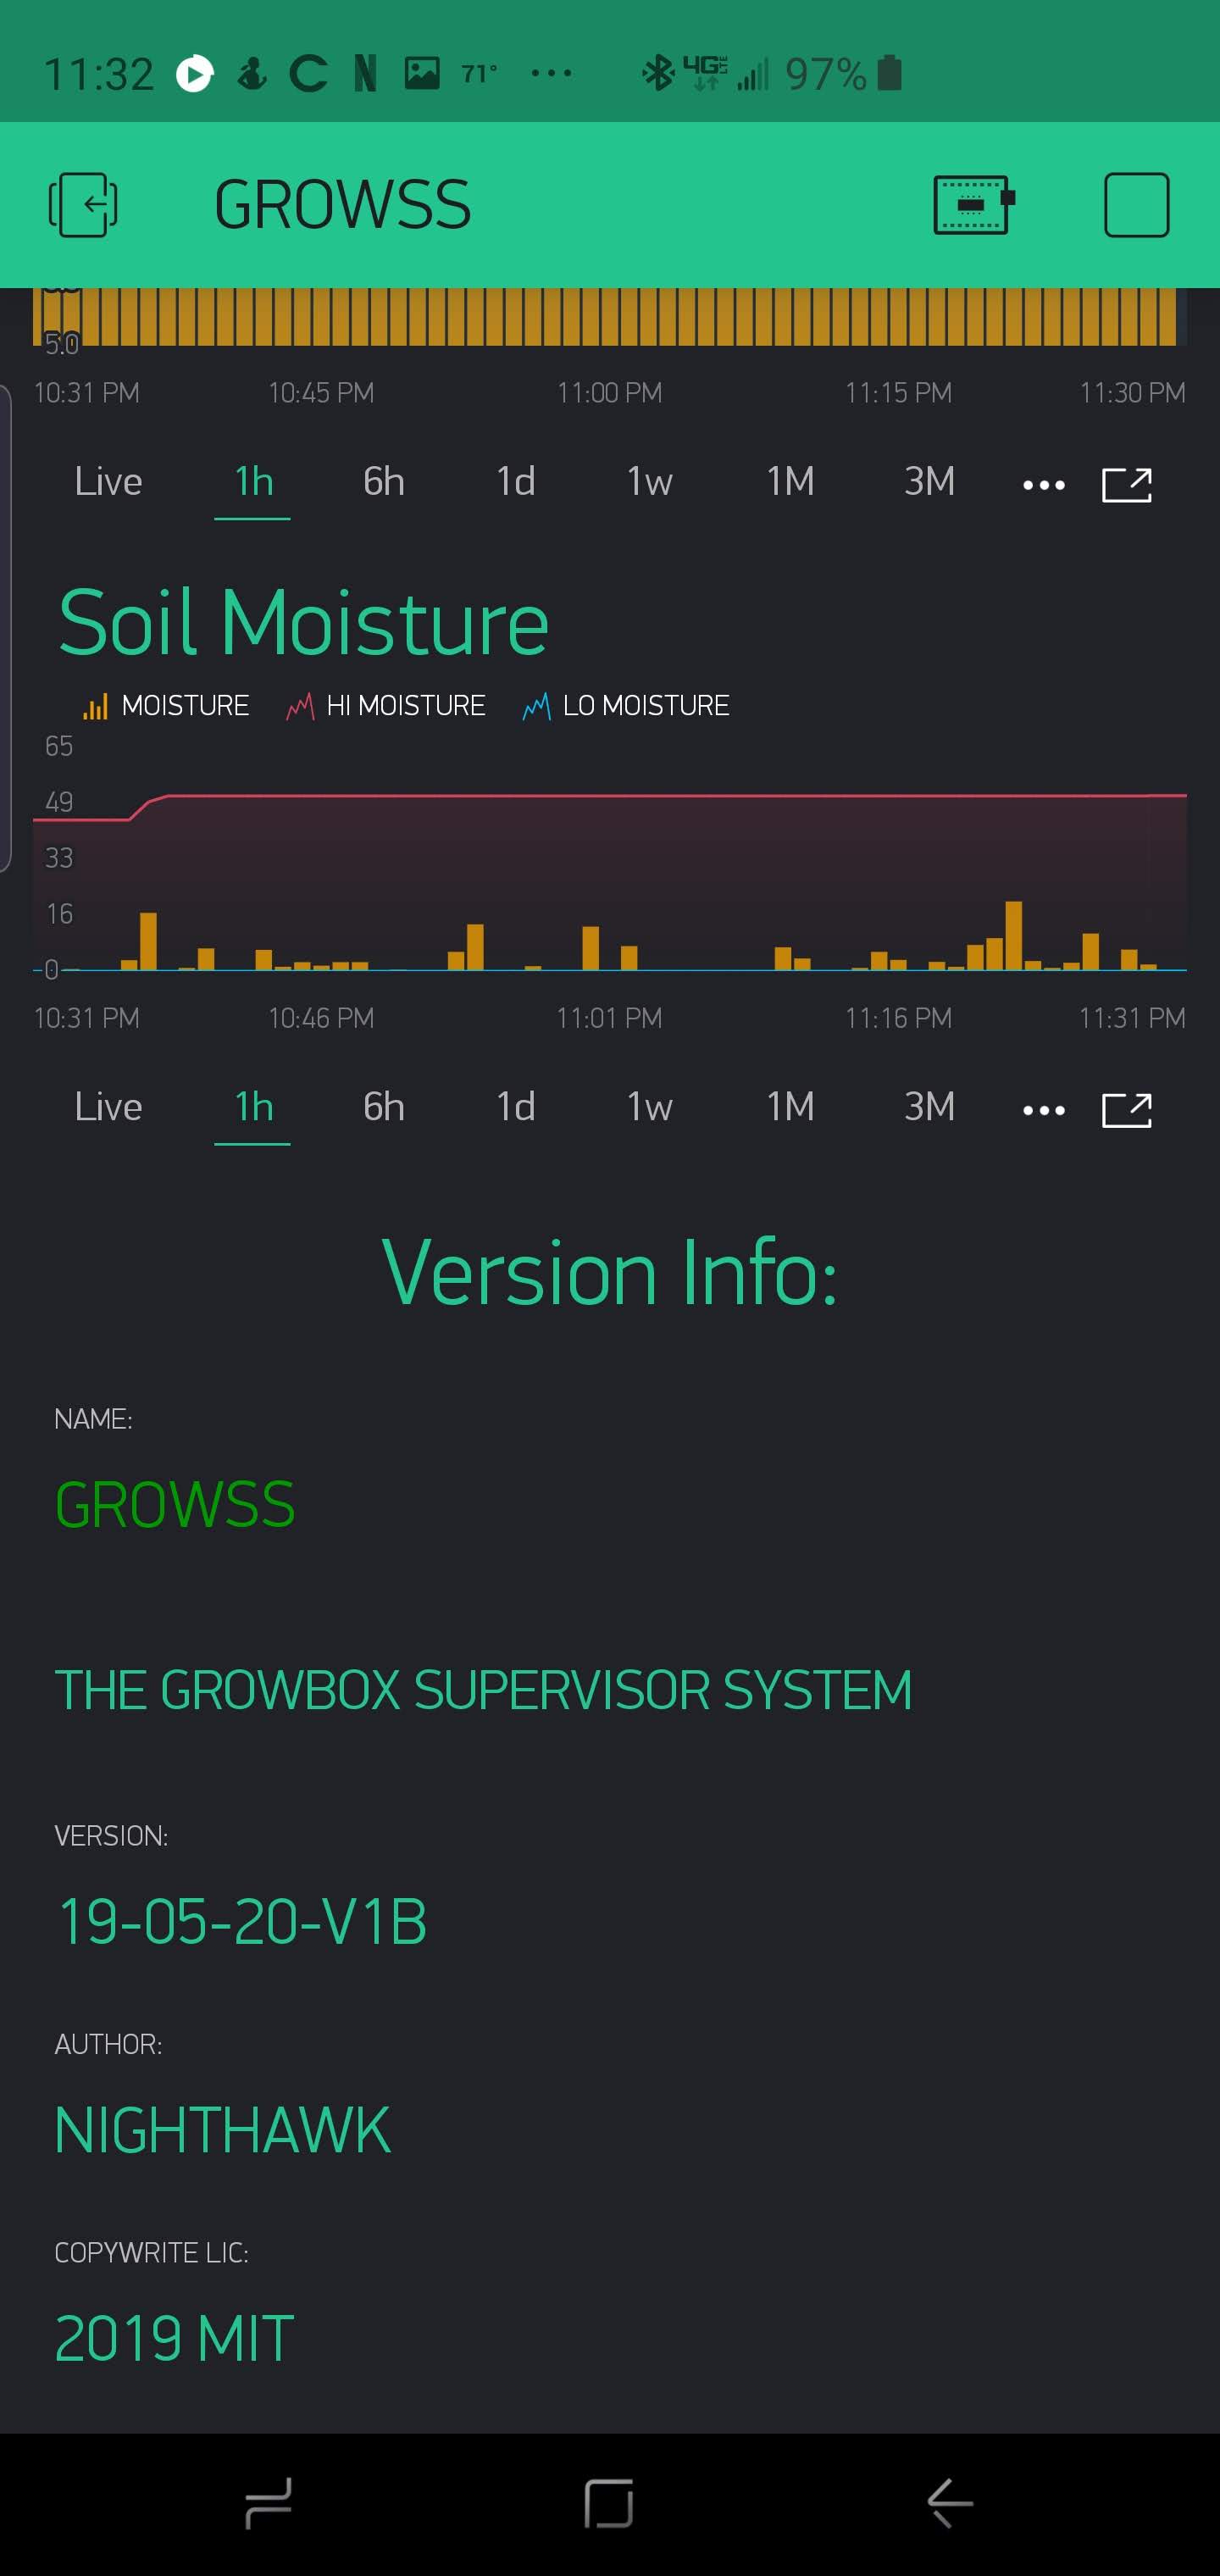 11:32 71° 4G LTE 97%
GROWSS
5.0
10:31 PM 10:45 PM 11:00 PM 11:15 PM 11:30 PM
Live 1h 6h 1d 1w 1M 3M
Soil Moisture
MOISTURE HI MOISTURE LO MOISTURE
65
49
33
16
0
10:31 PM 10:46 PM 11:01 PM 11:16 PM 11:31 PM
Live 1h 6h 1d 1w 1M 3M
Version Info:
NAME:
GROWSS
THE GROWBOX SUPERVISOR SYSTEM
VERSION:
19-05-20-V1B
AUTHOR:
NIGHTHAWK
COPYWRITE LIC:
2019 MIT